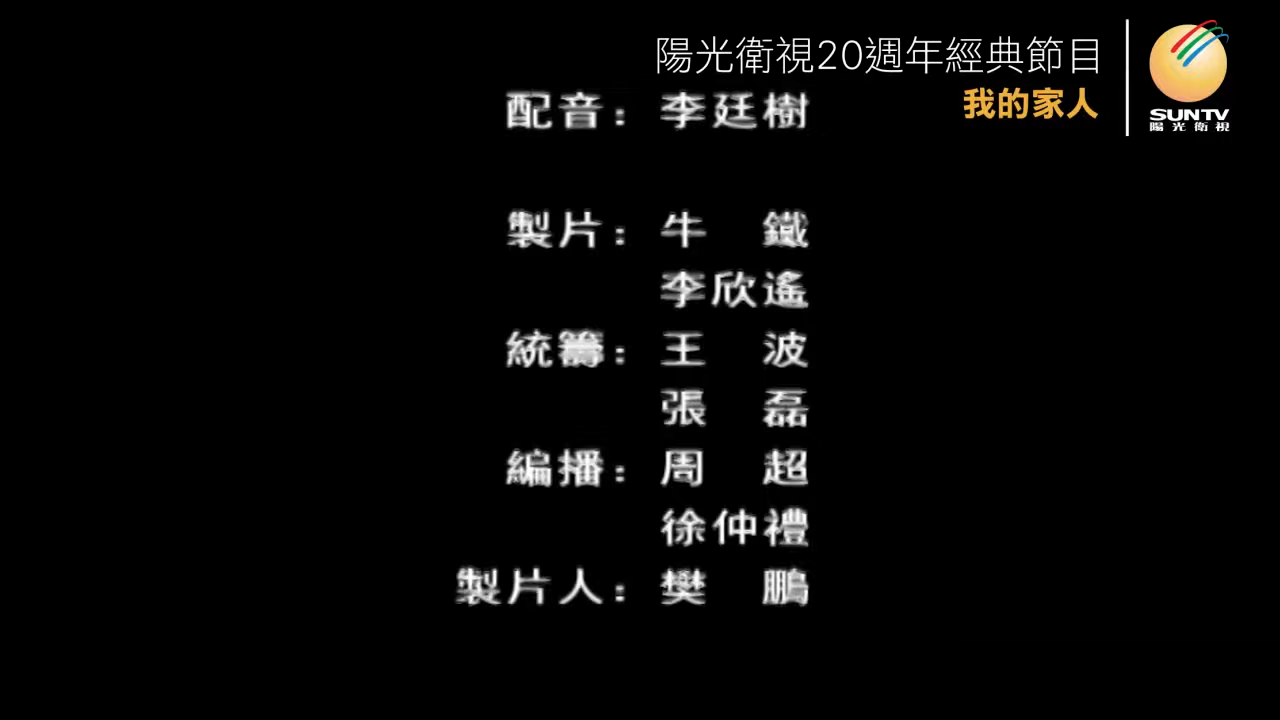 陽光衛視20週年經典節目
我的家人
SUNTV
陽光衛視
配音：李廷樹
製片：牛　鐵
李欣遙
統籌：王　波
張　磊
編播：周　超
徐仲禮
製片人：樊　鵬